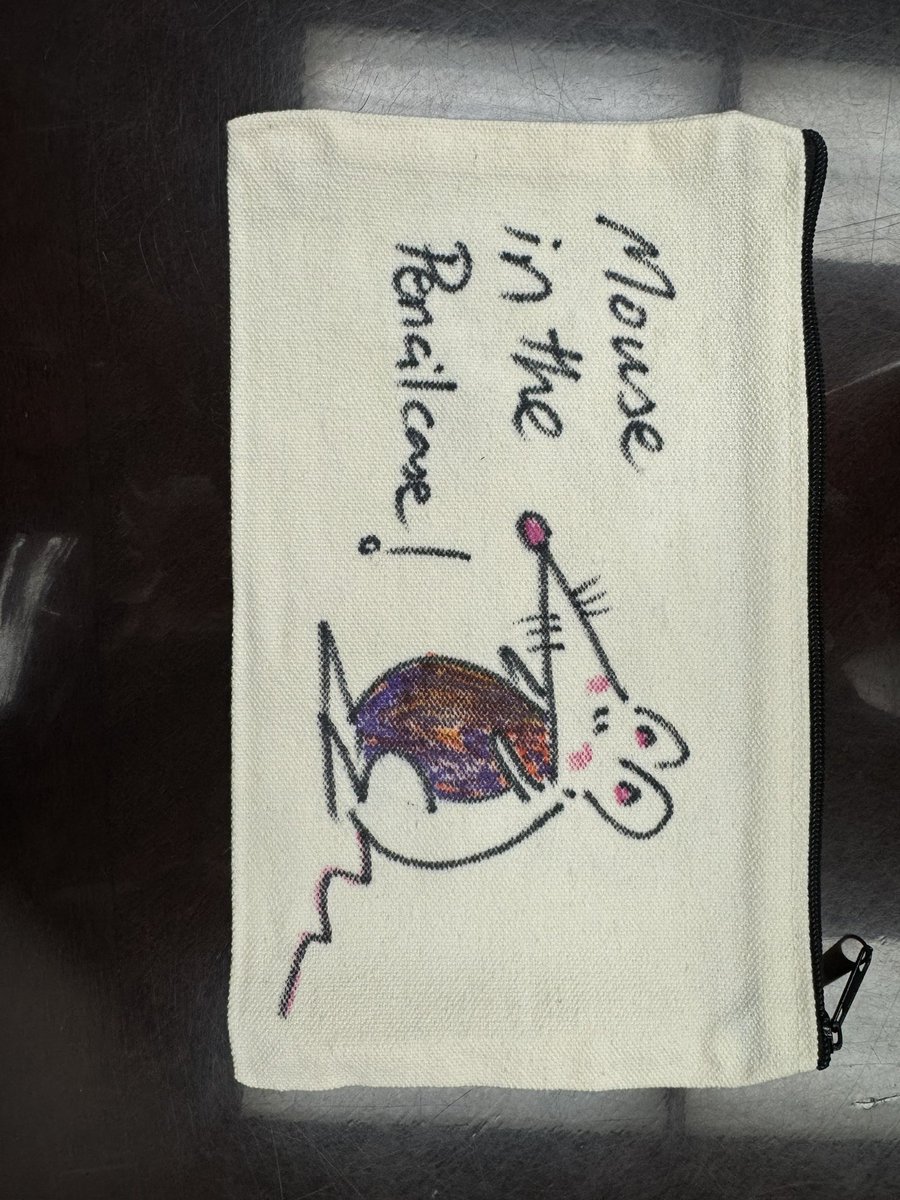 Mouse
in the
Pencilcase!